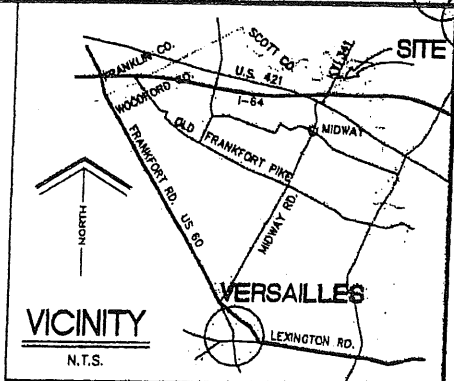 SCOTT CO.
KY 341
SITE
FRANKLIN CO.
U.S. 421
WOODFORD CO.
I-64
OLD FRANKFORT PIKE
MIDWAY
FRANKFORT RD. US 60
MIDWAY RD.
NORTH
VERSAILLES
VICINITY
LEXINGTON RD.
N.T.S.